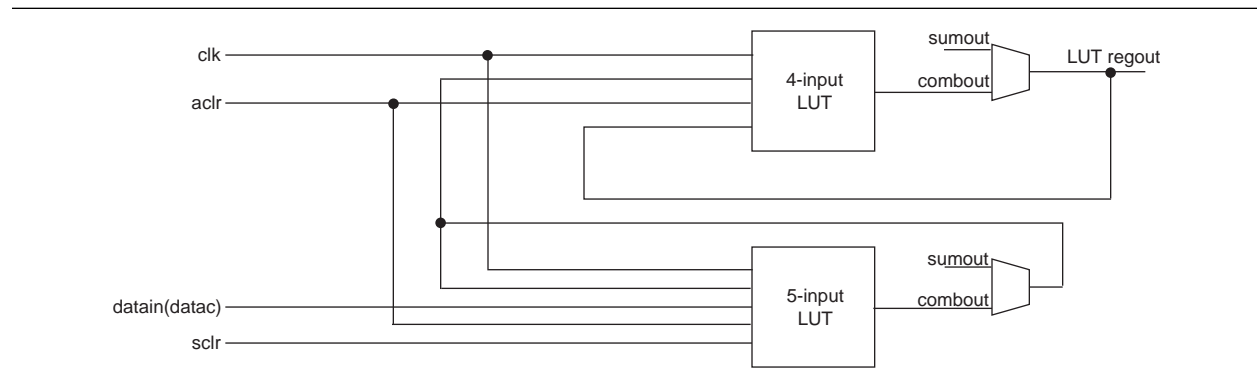 clk
aclr
4-input
LUT
sumout
combout
LUT regout
datain(datac)
sclr
5-input
LUT
sumout
combout